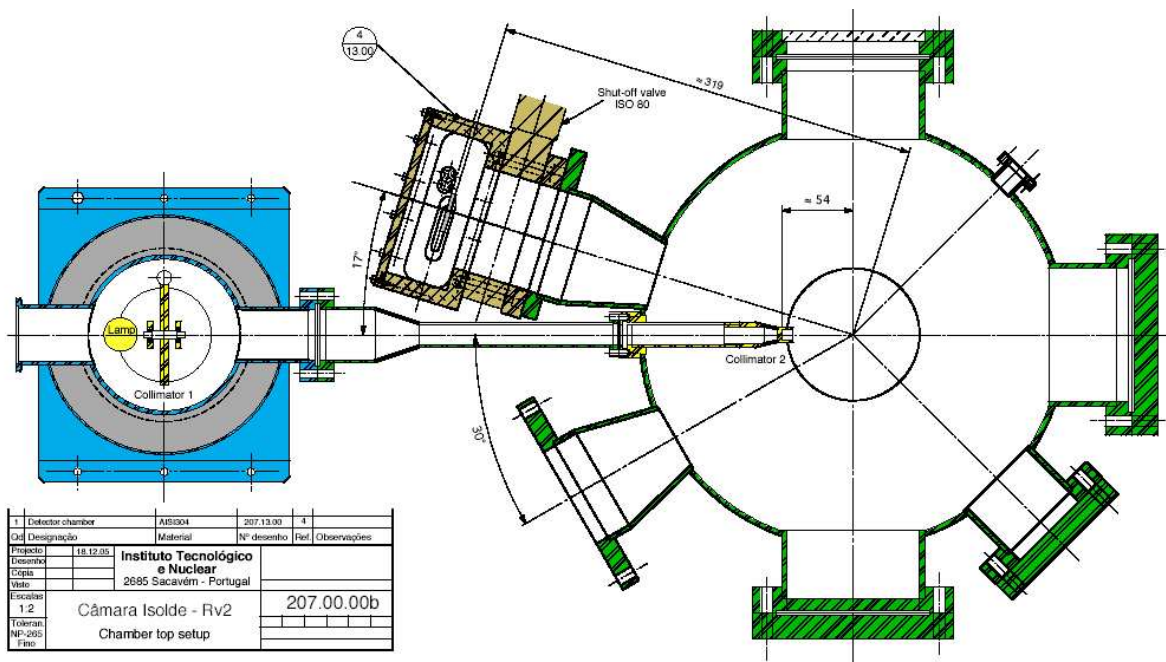 4
13.00
≈ 319
Shut-off valve
ISO 80
≈ 54
17°
Lamp
Collimator 1
Collimator 2
30°
1 Detector chamber AISI304 207.13.00 4
Qd Designação Material Nº desenho Ref. Observações
Projecto 18.12.05
Desenho
Cópia
Visto
Instituto Tecnológico
e Nuclear
2685 Sacavém - Portugal
Escalas
1:2
Toleran.
NP-265
Fino
Câmara Isolde - Rv2
Chamber top setup
207.00.00b